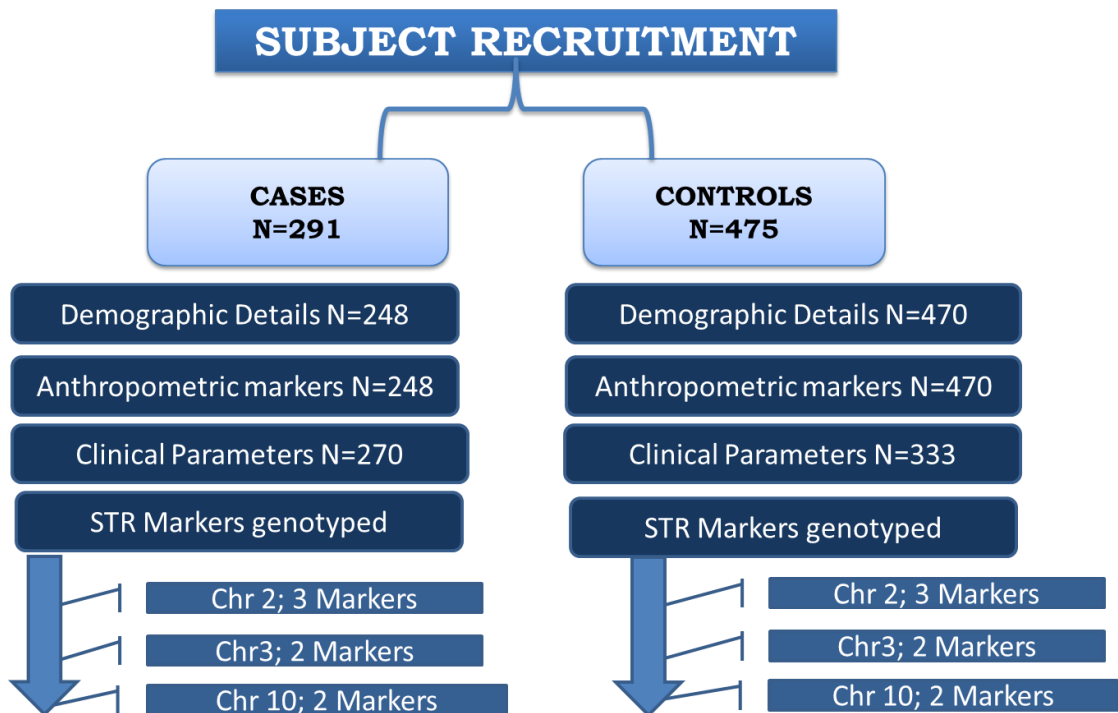 SUBJECT RECRUITMENT
CASES
N=291
Demographic Details N=248
Anthropometric markers N=248
Clinical Parameters N=270
STR Markers genotyped
Chr 2; 3 Markers
Chr3; 2 Markers
Chr 10; 2 Markers
CONTROLS
N=475
Demographic Details N=470
Anthropometric markers N=470
Clinical Parameters N=333
STR Markers genotyped
Chr 2; 3 Markers
Chr3; 2 Markers
Chr 10; 2 Markers